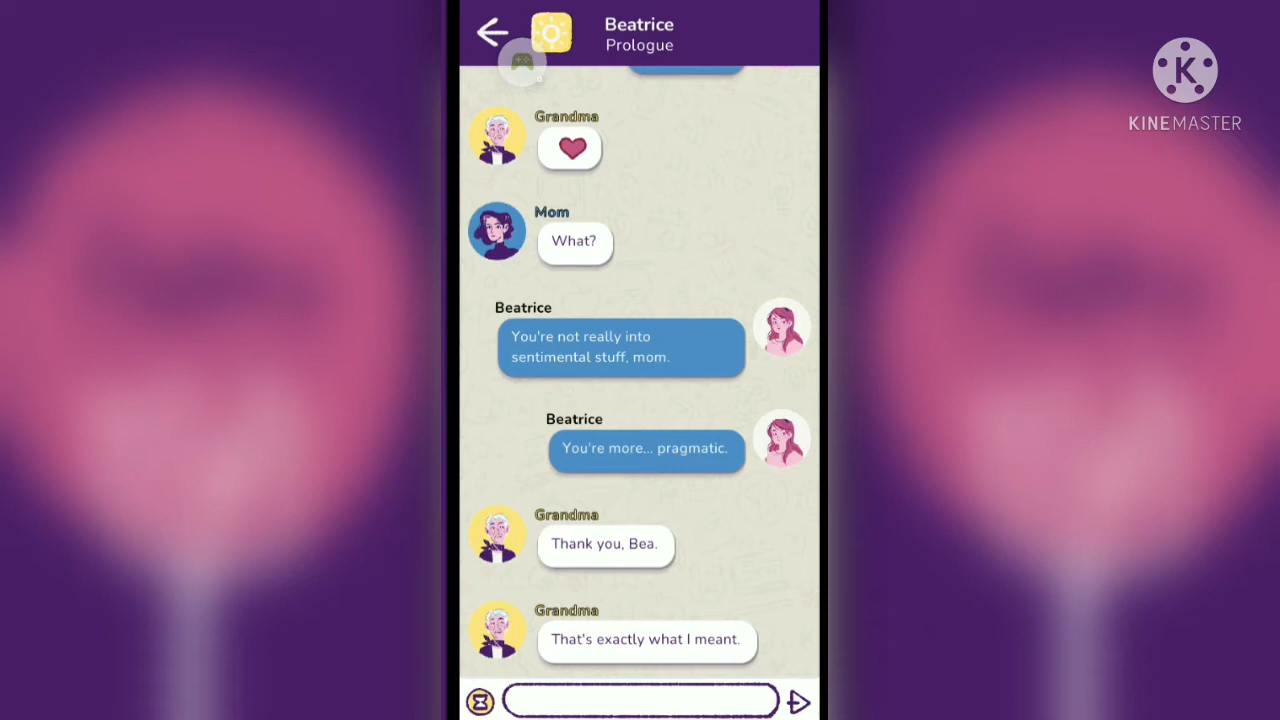 Beatrice
Prologue
K
KINEMASTER
Grandma
Mom
What?
Beatrice
You're not really into
sentimental stuff, mom.
Beatrice
You're more... pragmatic.
Grandma
Thank you, Bea.
Grandma
That's exactly what I meant.